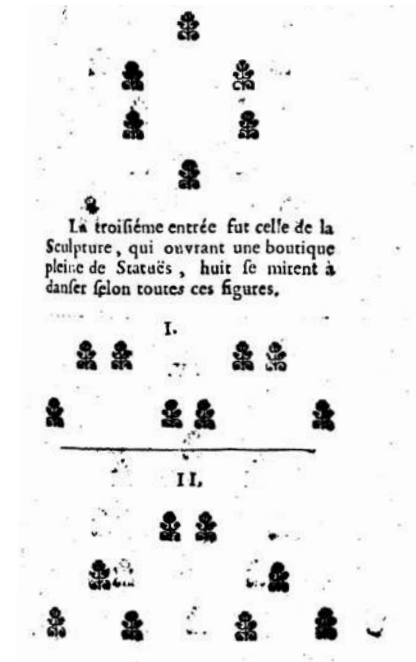 La troisiéme entrée fut celle de la
Sculpture, qui ouvrant une boutique
pleine de Statuës, huit se mirent à
danser selon toutes ces figures.
I.
II.